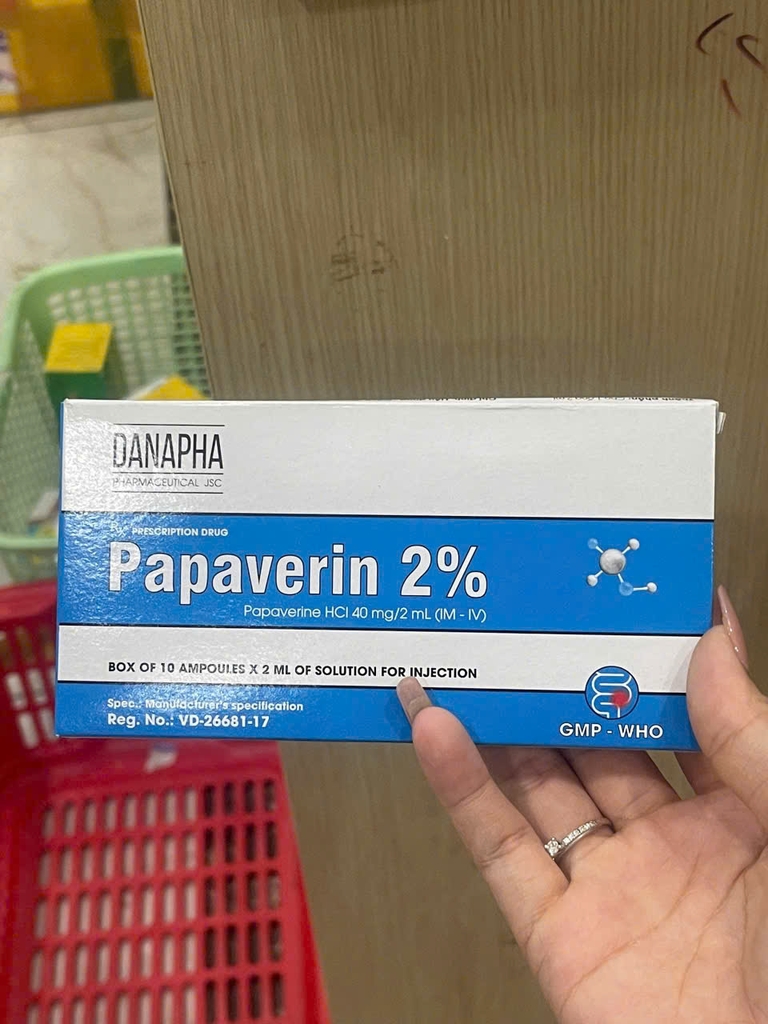 DANAPHA
PHARMACEUTICAL JSC
PRESCRIPTION DRUG
Papaverin 2%
Papaverine HCl 40 mg/2 mL (IM - IV)
BOX OF 10 AMPOULES X 2 ML OF SOLUTION FOR INJECTION
Spec.: Manufacturer's specification
Reg. No.: VD-26681-17
GMP - WHO